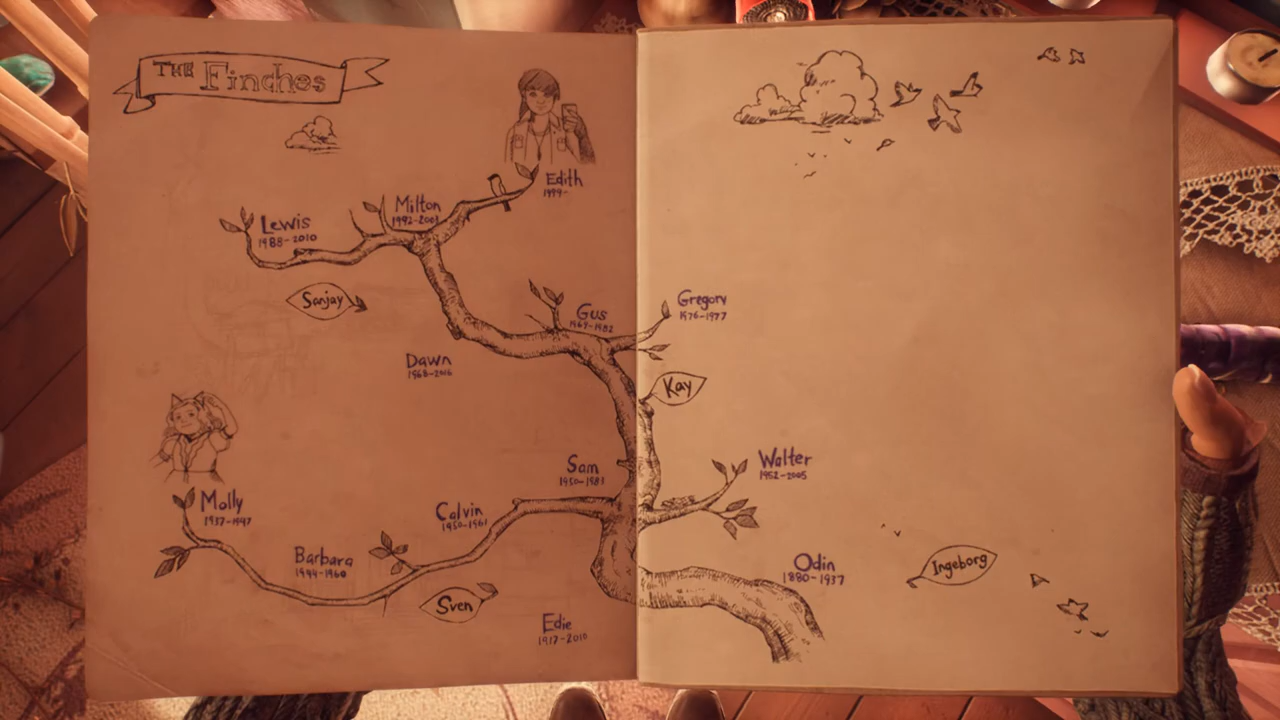 THE Finches
Edith
1999-
Milton
1992-2003
Lewis
1988-2010
Sanjay
Gus
1969-1982
Gregory
1976-1977
Dawn
1968-2016
Kay
Sam
1950-1983
Walter
1952-2005
Molly
1937-1947
Calvin
1950-1961
Barbara
1944-1960
Sven
Odin
1880-1937
Ingeborg
Edie
1917-2010